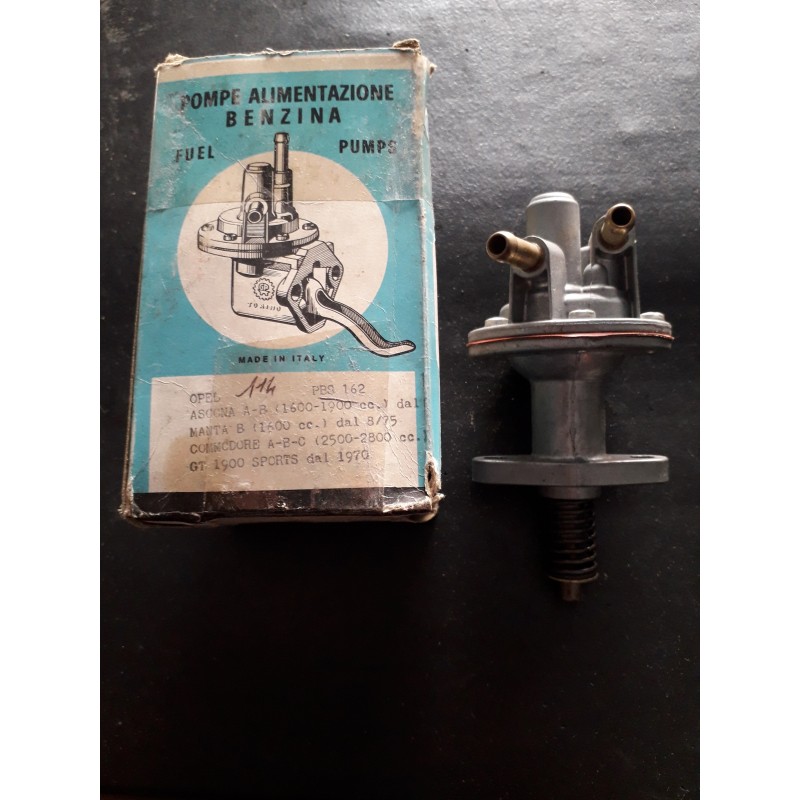 POMPE ALIMENTAZIONE
BENZINA
FUEL PUMPS
TORINO
MADE IN ITALY
OPEL 114 PBS 162
ASCONA A-B (1600-1900 cc.) dal
MANTA B (1600 cc.) dal 8/75
COMMODORE A-B-C (2500-2800 cc.)
GT 1900 SPORTS dal 1970